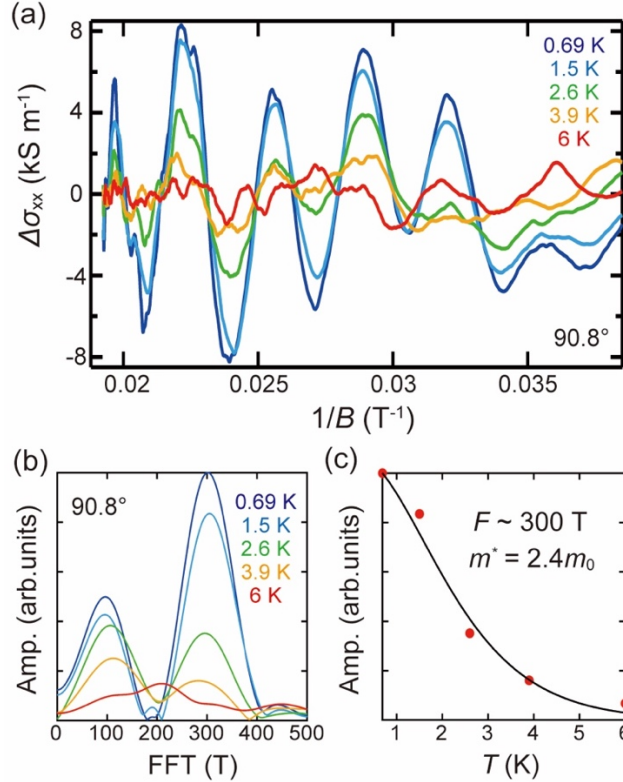 (a)
8
4
0
-4
-8
Δσxx (kS m⁻¹)
0.69 K
1.5 K
2.6 K
3.9 K
6 K
90.8°
0.02
0.025
0.03
0.035
1/B (T⁻¹)
(b)
90.8°
0.69 K
1.5 K
2.6 K
3.9 K
6 K
Amp. (arb.units)
0
100
200
300
400
500
FFT (T)
(c)
F ~ 300 T
m* = 2.4m₀
Amp. (arb.units)
1
2
3
4
5
6
T (K)